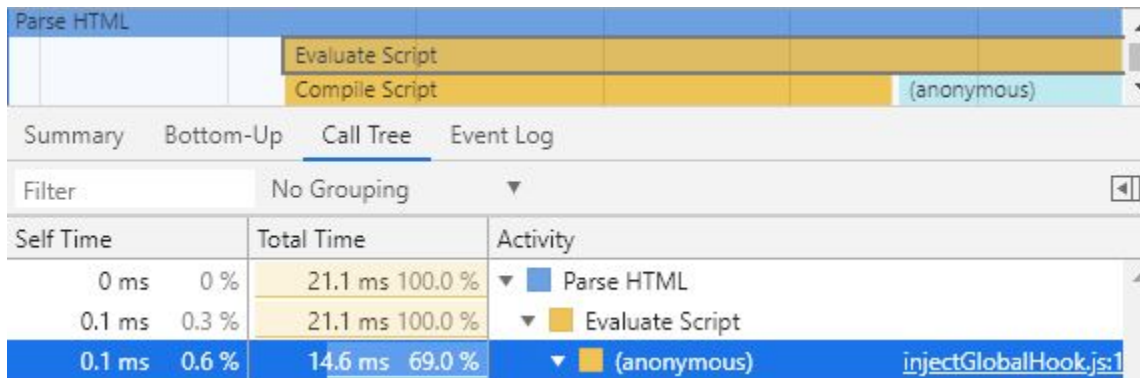 Parse HTML
Evaluate Script
Compile Script (anonymous)
Summary Bottom-Up Call Tree Event Log
Filter No Grouping
Self Time Total Time Activity
0 ms 0 % 21.1 ms 100.0 % Parse HTML
0.1 ms 0.3 % 21.1 ms 100.0 % Evaluate Script
0.1 ms 0.6 % 14.6 ms 69.0 % (anonymous) injectGlobalHook.js:1